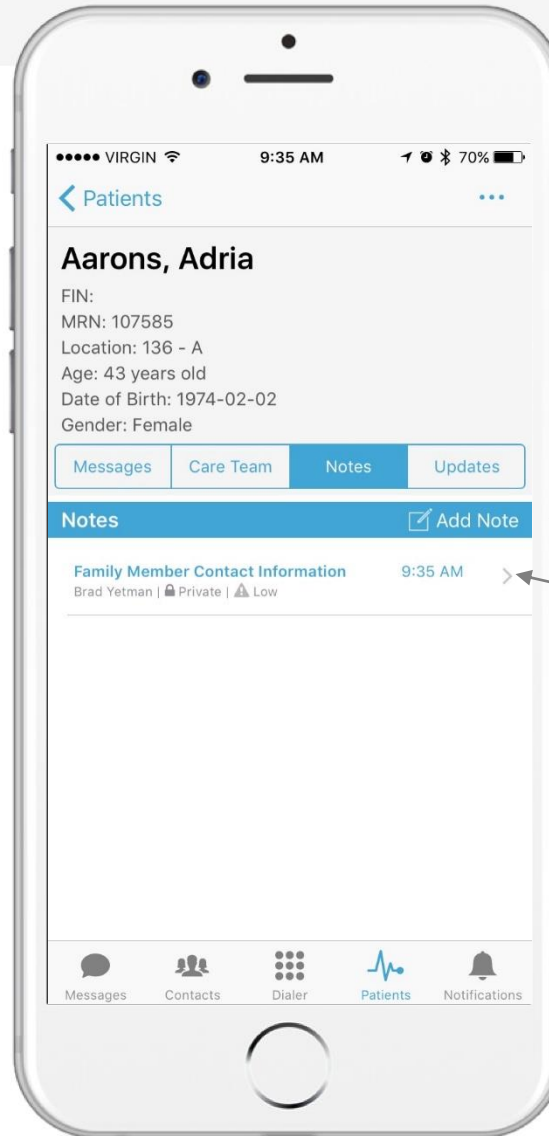 VIRGIN 9:35 AM 70%
Patients
Aarons, Adria
FIN:
MRN: 107585
Location: 136 - A
Age: 43 years old
Date of Birth: 1974-02-02
Gender: Female
Messages Care Team Notes Updates
Notes Add Note
Family Member Contact Information 9:35 AM
Brad Yetman | Private | Low
Messages Contacts Dialer Patients Notifications